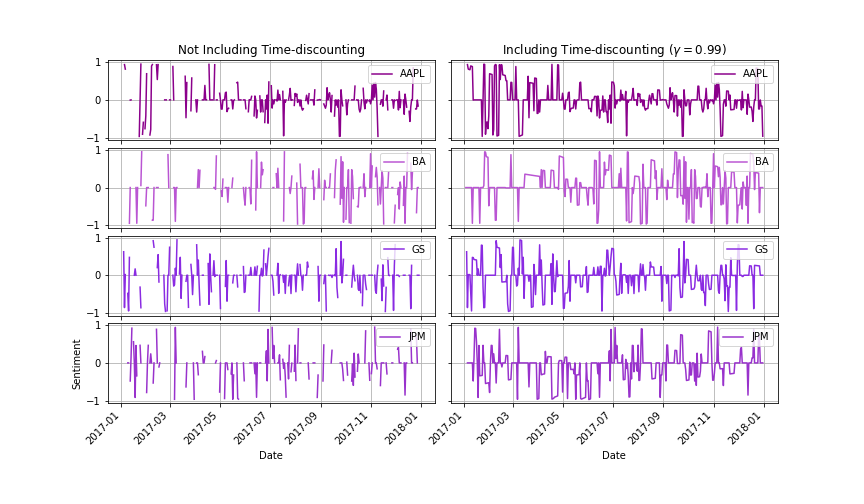 Not Including Time-discounting
Including Time-discounting (γ = 0.99)
1
0
−1
AAPL
AAPL
1
0
−1
BA
BA
1
0
−1
GS
GS
1
0
−1
JPM
JPM
Sentiment
2017-01
2017-03
2017-05
2017-07
2017-09
2017-11
2018-01
2017-01
2017-03
2017-05
2017-07
2017-09
2017-11
2018-01
Date
Date